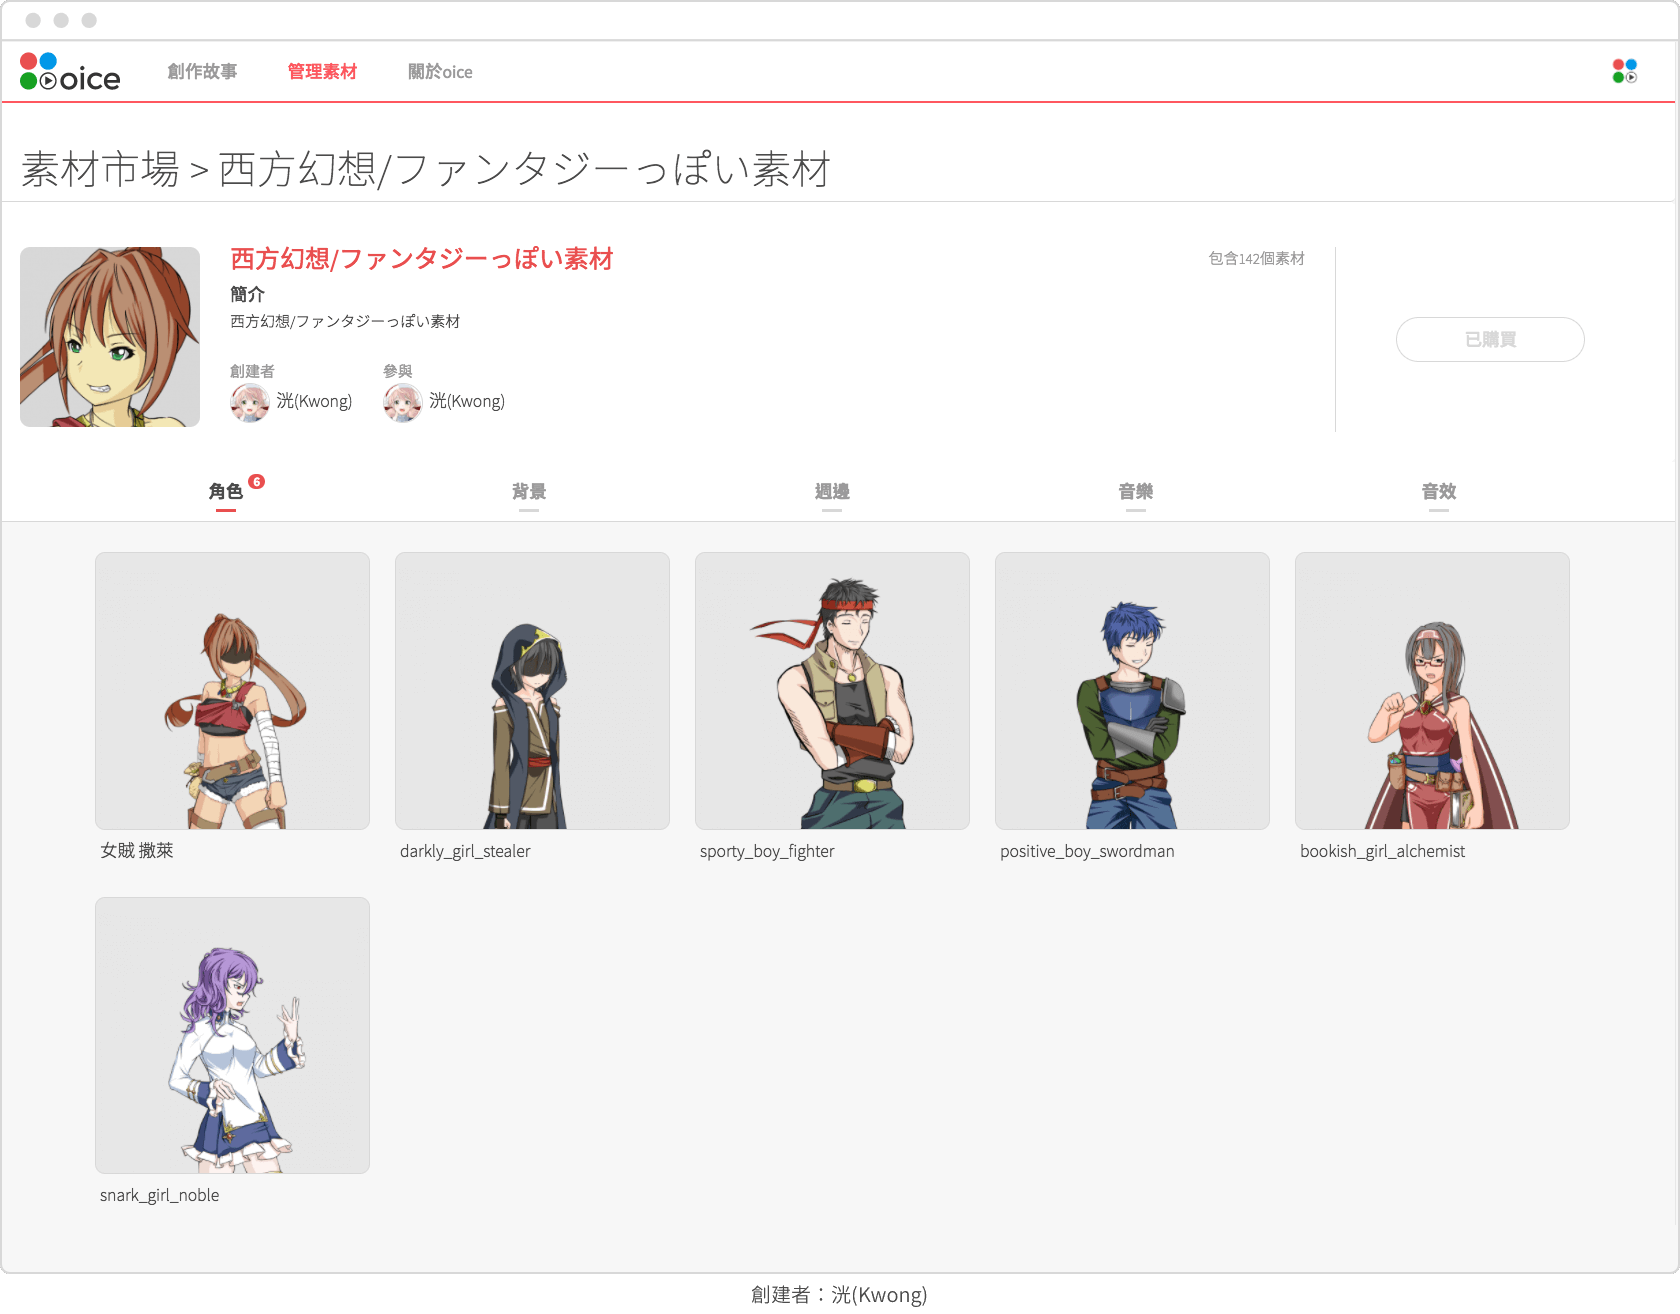 oice
創作故事
管理素材
關於oice
素材市場 > 西方幻想/ファンタジーっぽい素材
西方幻想/ファンタジーっぽい素材
包含142個素材
簡介
西方幻想/ファンタジーっぽい素材
已購買
創建者
參與
洸(Kwong)
洸(Kwong)
角色 6
背景
週邊
音樂
音效
女賊 撒萊
darkly_girl_stealer
sporty_boy_fighter
positive_boy_swordman
bookish_girl_alchemist
snark_girl_noble
創建者：洸(Kwong)